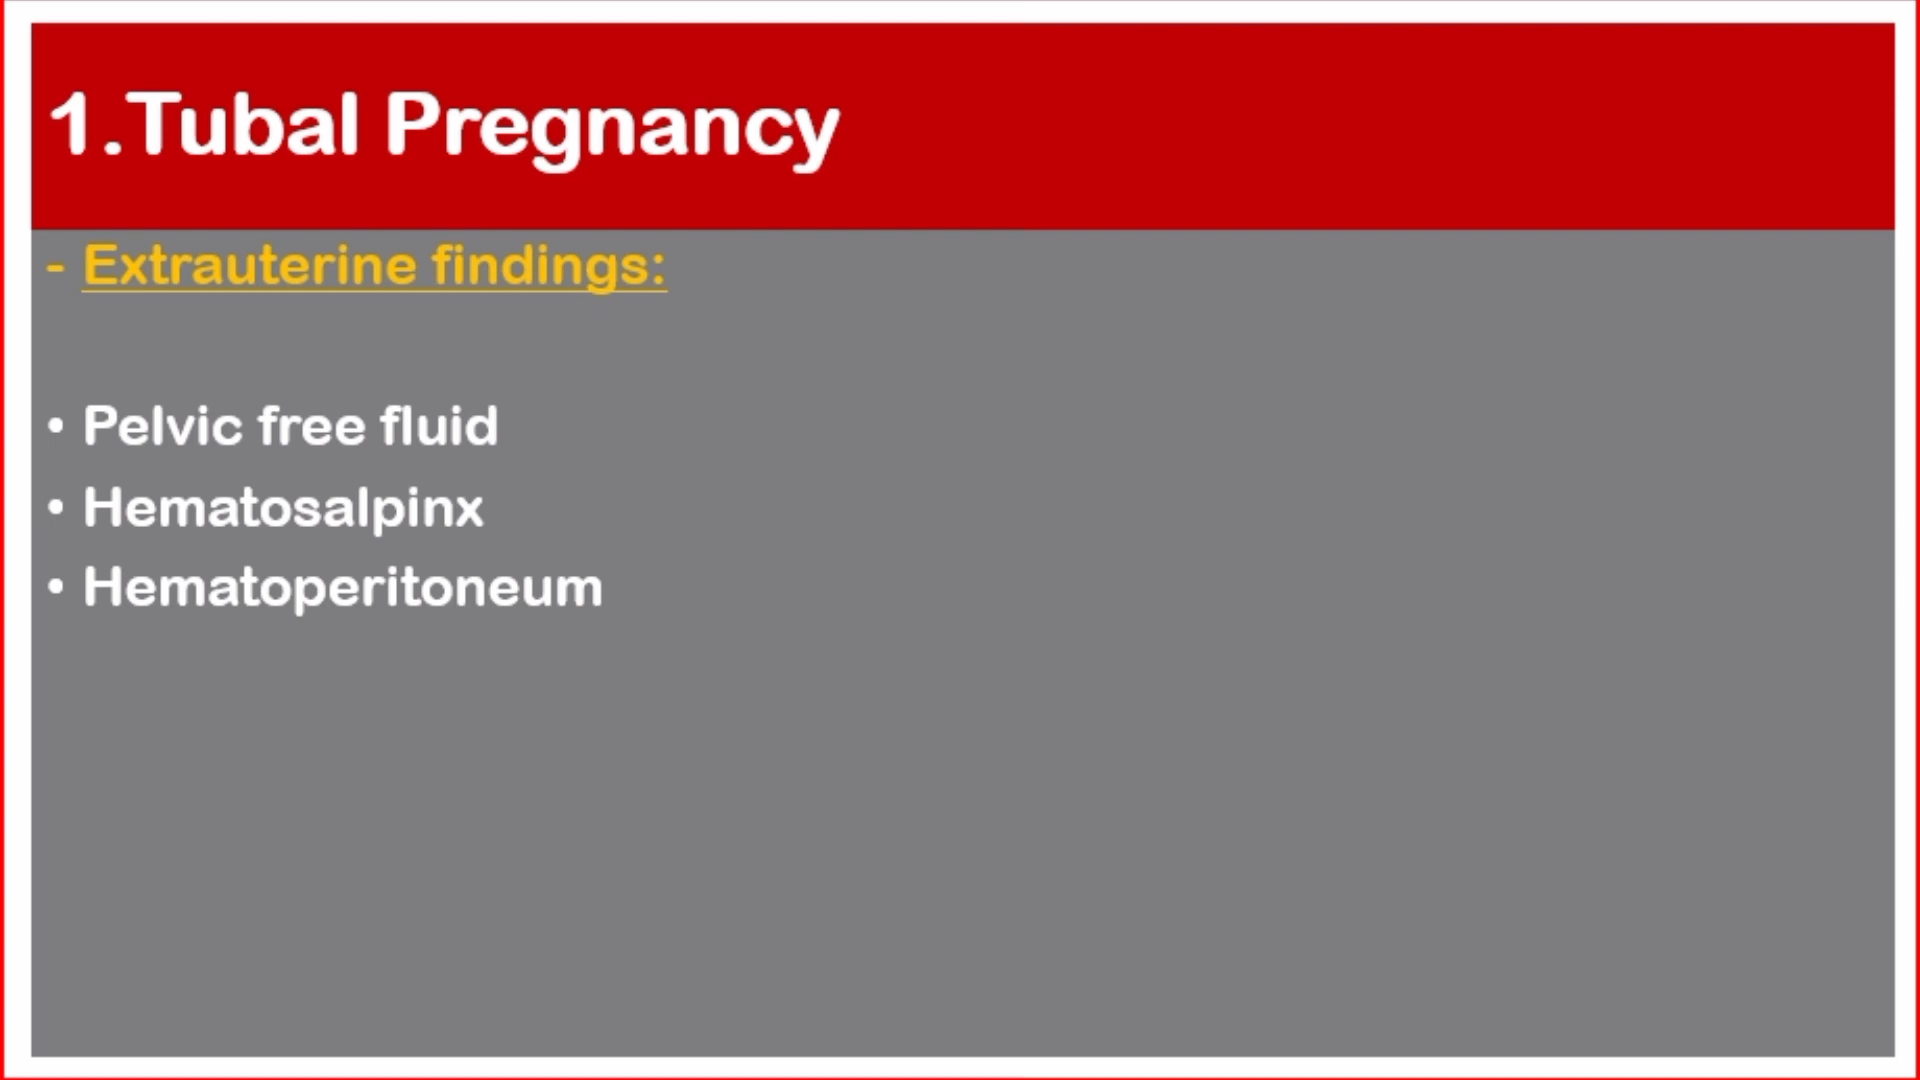 1.Tubal Pregnancy
- Extrauterine findings:
• Pelvic free fluid
• Hematosalpinx
• Hematoperitoneum